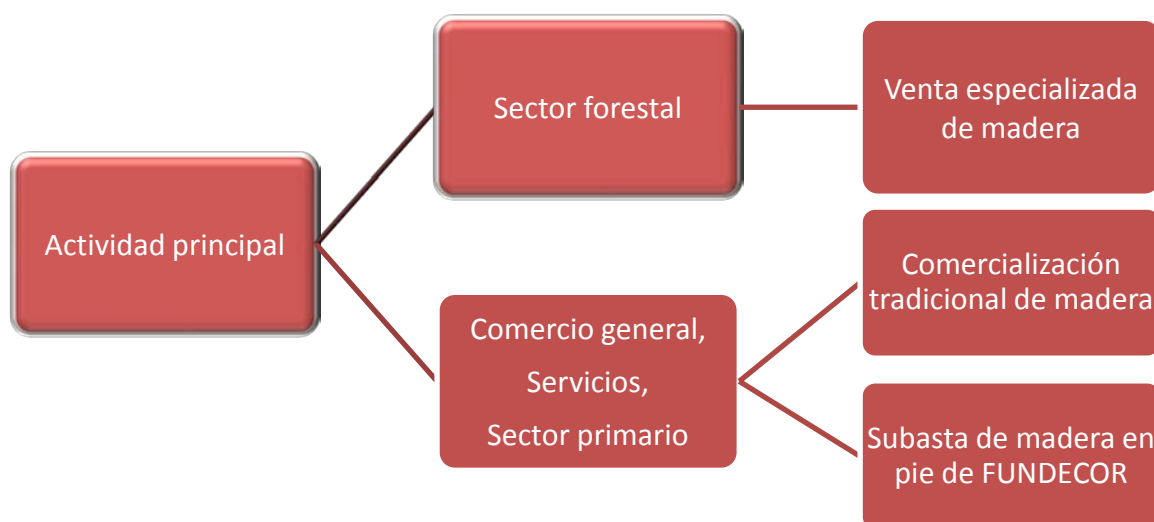 Actividad principal
Sector forestal
Venta especializada
de madera
Comercio general,
Servicios,
Sector primario
Comercialización
tradicional de madera
Subasta de madera en
pie de FUNDECOR